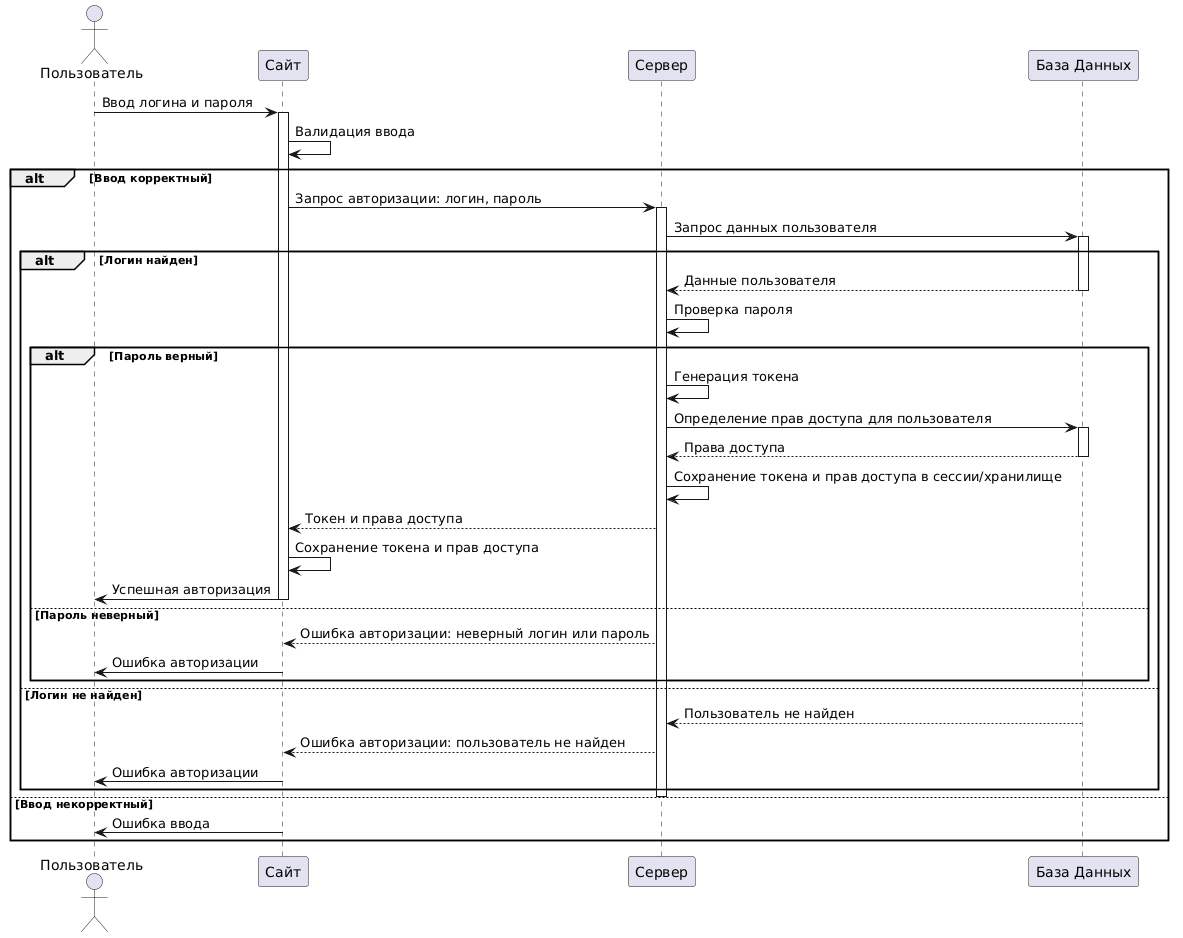 Пользователь
Сайт
Сервер
База Данных
Ввод логина и пароля
Валидация ввода
alt
[Ввод корректный]
Запрос авторизации: логин, пароль
Запрос данных пользователя
alt
[Логин найден]
Данные пользователя
Проверка пароля
alt
[Пароль верный]
Генерация токена
Определение прав доступа для пользователя
Права доступа
Сохранение токена и прав доступа в сессии/хранилище
Токен и права доступа
Сохранение токена и прав доступа
Успешная авторизация
[Пароль неверный]
Ошибка авторизации: неверный логин или пароль
Ошибка авторизации
[Логин не найден]
Пользователь не найден
Ошибка авторизации: пользователь не найден
Ошибка авторизации
[Ввод некорректный]
Ошибка ввода
Пользователь
Сайт
Сервер
База Данных